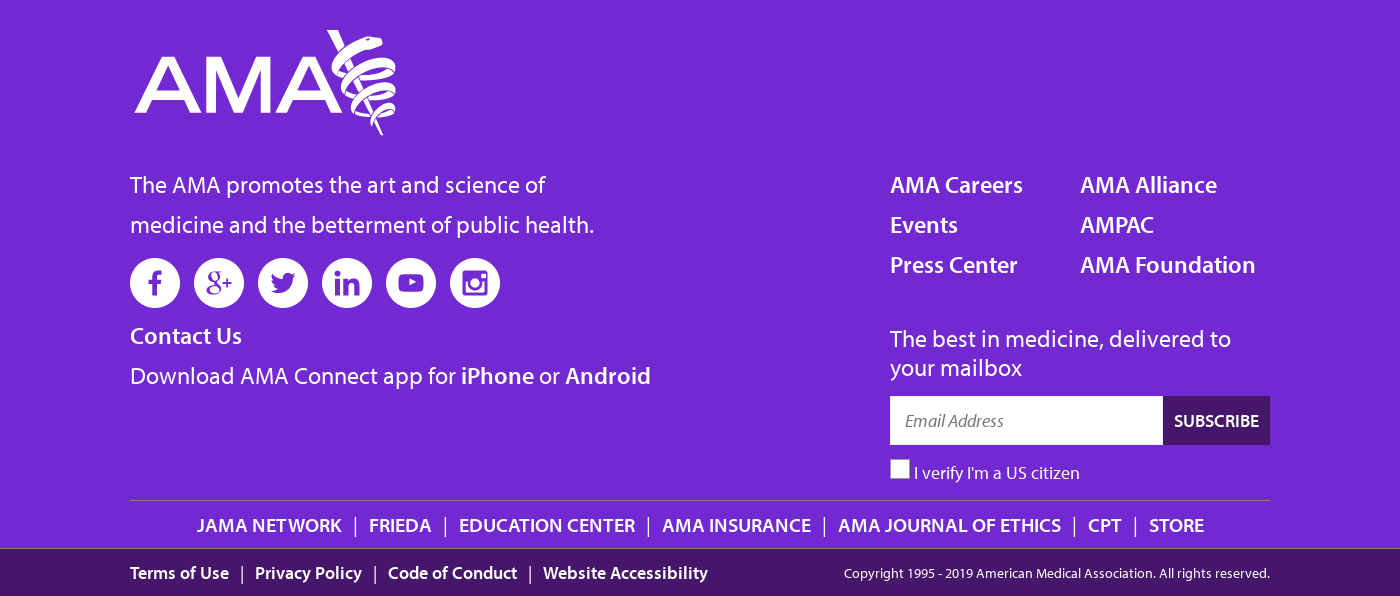 AMA
The AMA promotes the art and science of
medicine and the betterment of public health.
Contact Us
Download AMA Connect app for iPhone or Android
AMA Careers
Events
Press Center
AMA Alliance
AMPAC
AMA Foundation
The best in medicine, delivered to
your mailbox
Email Address
SUBSCRIBE
I verify I'm a US citizen
JAMA NETWORK | FRIEDA | EDUCATION CENTER | AMA INSURANCE | AMA JOURNAL OF ETHICS | CPT | STORE
Terms of Use | Privacy Policy | Code of Conduct | Website Accessibility
Copyright 1995 - 2019 American Medical Association. All rights reserved.